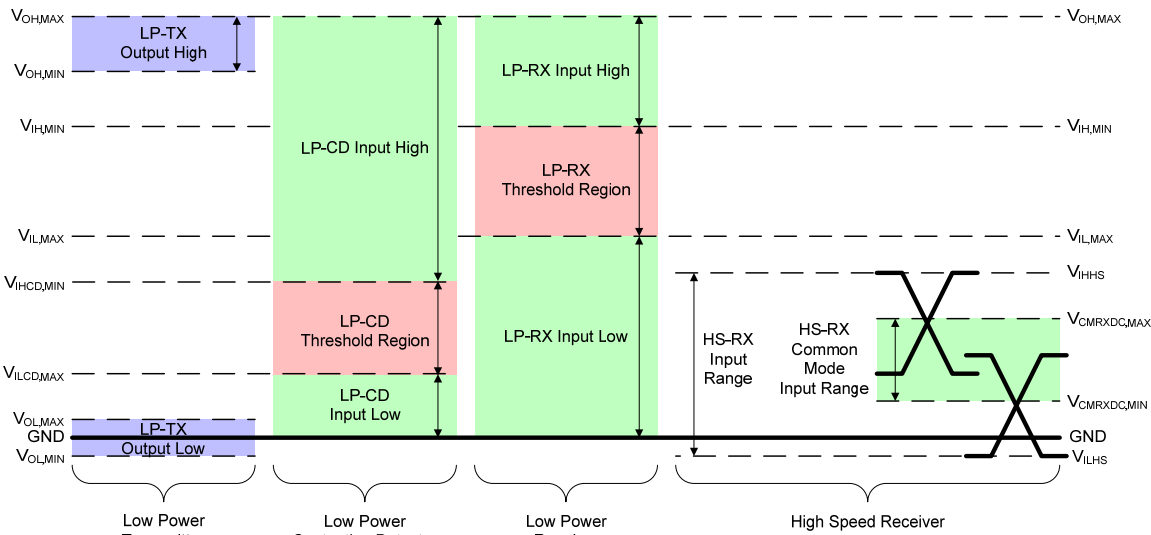 VOH,MAX
VOH,MIN
VIH,MIN
VIL,MAX
VIHCD,MIN
VILCD,MAX
VOL,MAX
GND
VOL,MIN
LP-TX
Output High
LP-TX
Output Low
LP-CD Input High
LP-CD
Threshold Region
LP-CD
Input Low
LP-RX Input High
LP-RX
Threshold Region
LP-RX Input Low
HS-RX
Input
Range
HS-RX
Common
Mode
Input Range
VOH,MAX
VIH,MIN
VIL,MAX
VIHHS
VCMRXDC,MAX
VCMRXDC,MIN
GND
VILHS
Low Power
Low Power
Low Power
High Speed Receiver